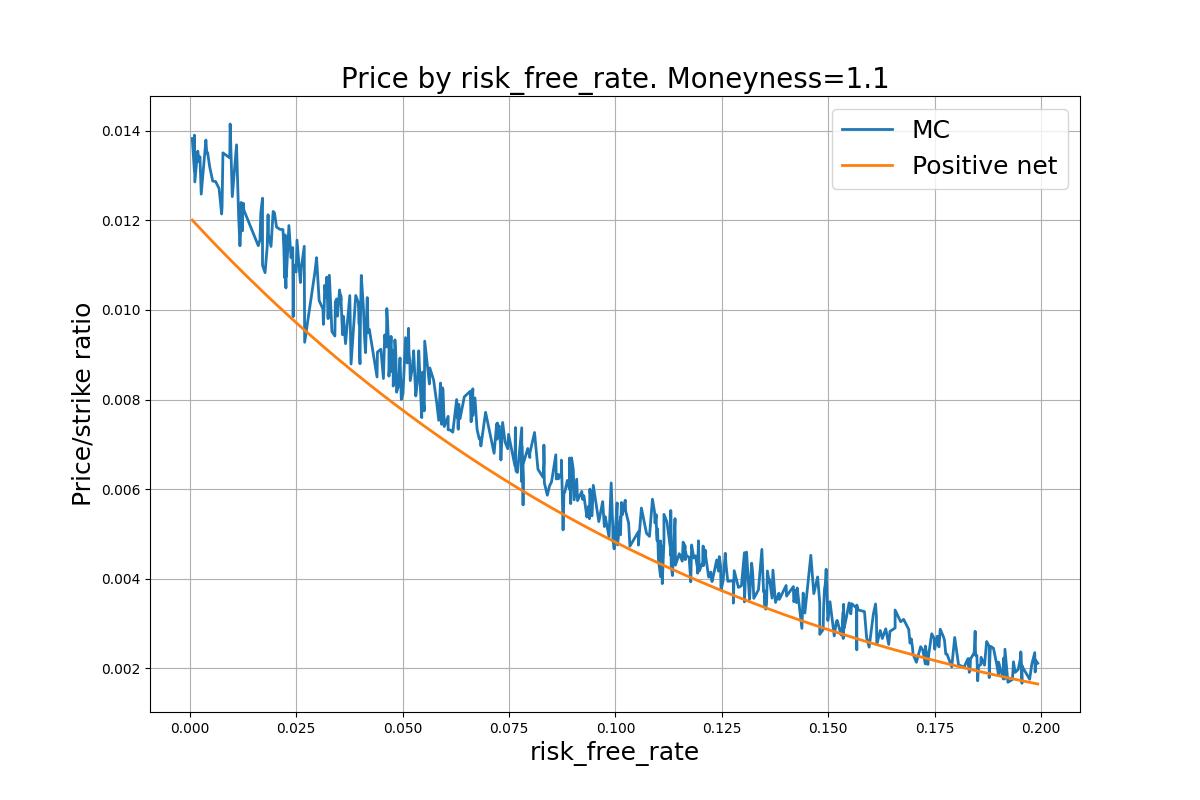 Price by risk_free_rate. Moneyness=1.1
MC
Positive net
Price/strike ratio
0.014
0.012
0.010
0.008
0.006
0.004
0.002
0.000 0.025 0.050 0.075 0.100 0.125 0.150 0.175 0.200
risk_free_rate